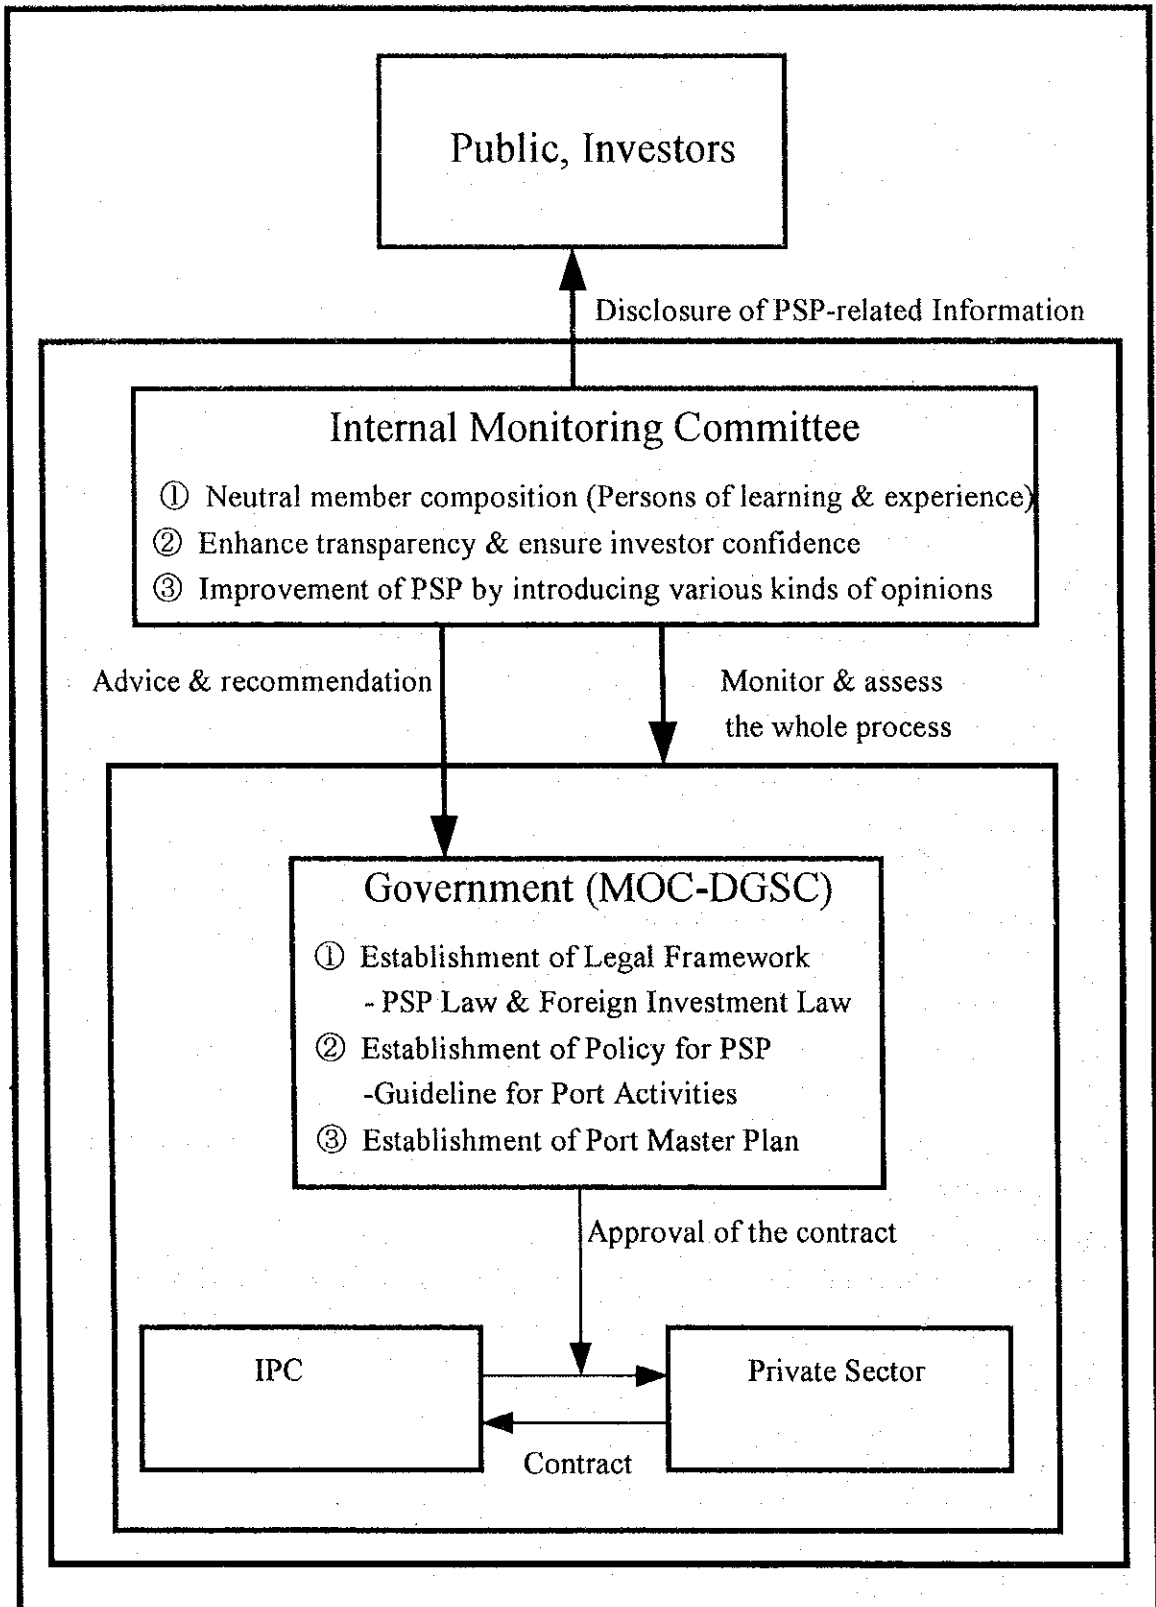 Public, Investors
Disclosure of PSP-related Information
Internal Monitoring Committee
① Neutral member composition (Persons of learning & experience)
② Enhance transparency & ensure investor confidence
③ Improvement of PSP by introducing various kinds of opinions
Advice & recommendation
Monitor & assess
the whole process
Government (MOC-DGSC)
① Establishment of Legal Framework
- PSP Law & Foreign Investment Law
② Establishment of Policy for PSP
-Guideline for Port Activities
③ Establishment of Port Master Plan
Approval of the contract
IPC
Private Sector
Contract